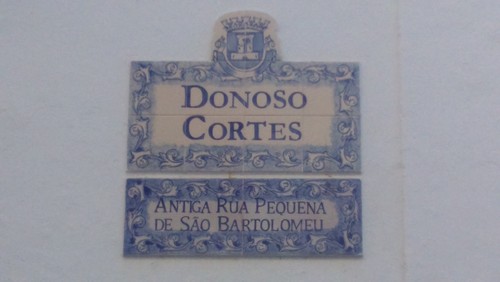 DONOSO
CORTES
ANTIGA RUA PEQUENA
DE SÃO BARTOLOMEU